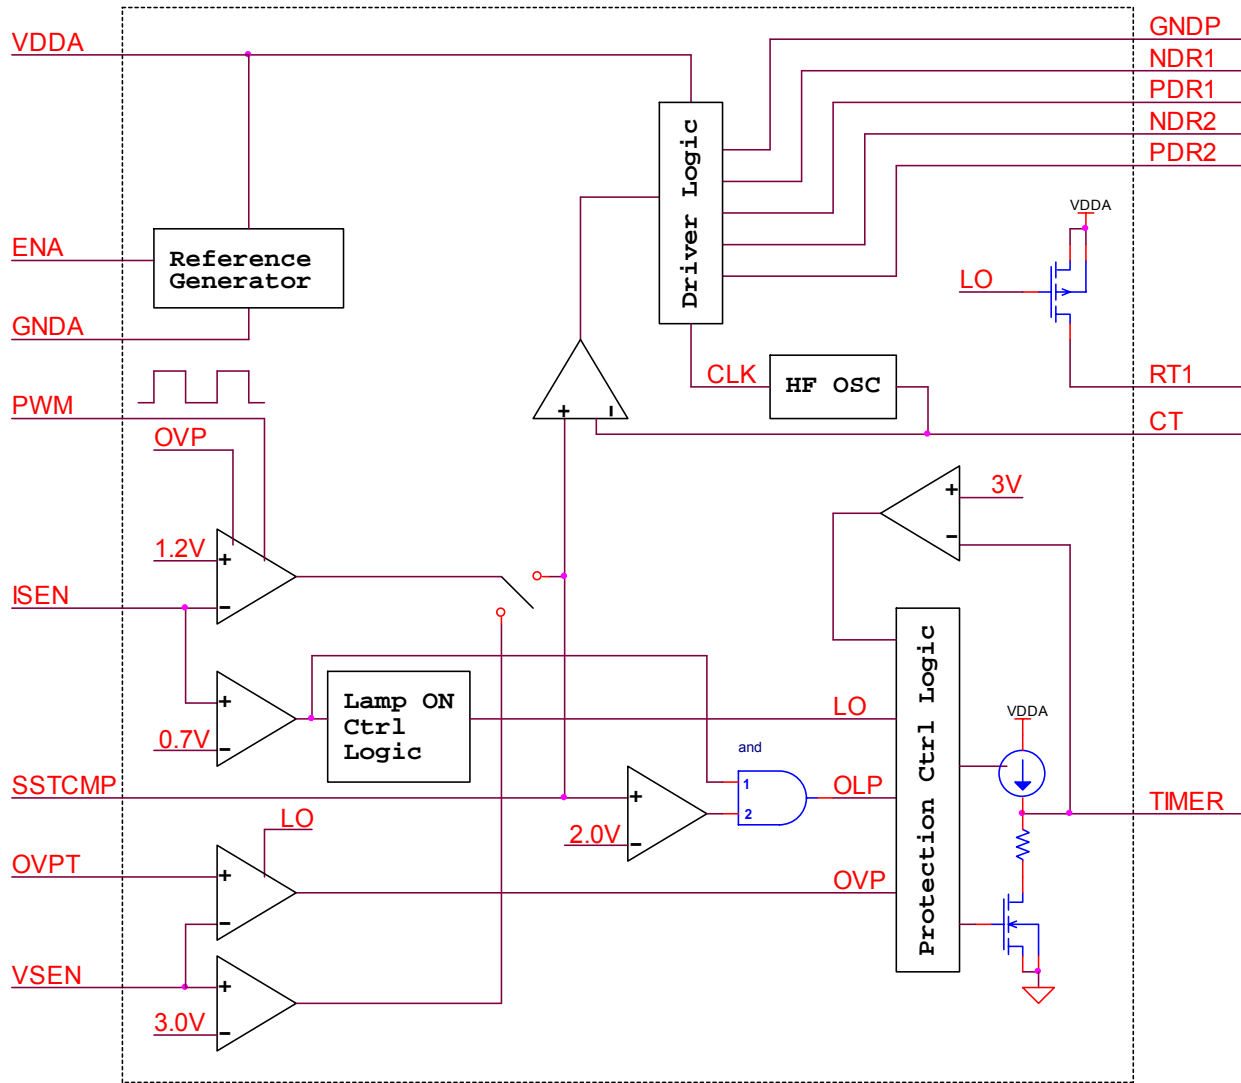 VDDA
GNDP
NDR1
PDR1
NDR2
PDR2
Driver Logic
VDDA
ENA
Reference
Generator
LO
GNDA
CLK
HF OSC
RT1
PWM
CT
+
-
OVP
3V
+
-
1.2V
+
ISEN
-
Protection Ctrl Logic
Lamp ON
Ctrl
Logic
+
LO
VDDA
0.7V
-
and
SSTCMP
+
1
2
OLP
TIMER
2.0V
-
LO
OVPT
+
OVP
-
VSEN
+
3.0V
-